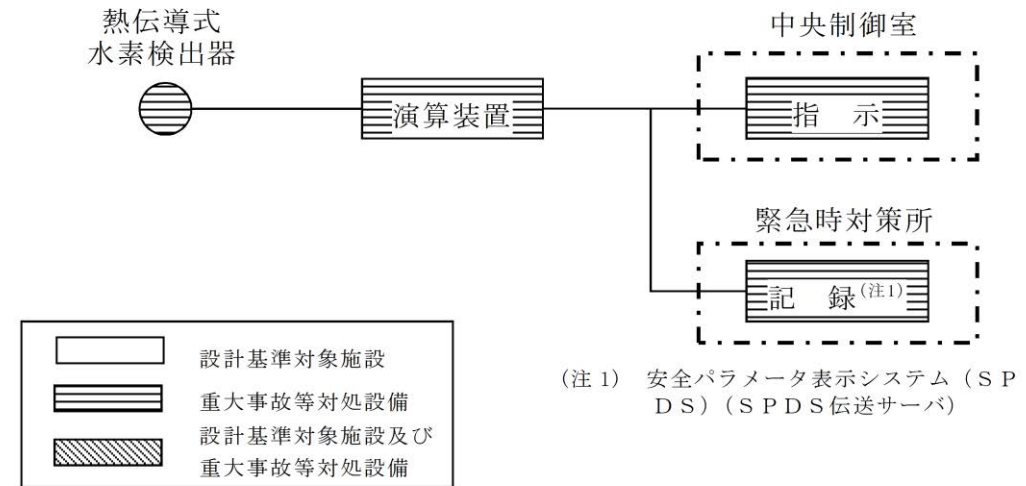 熱伝導式
水素検出器
演算装置
中央制御室
指　示
緊急時対策所
記　録(注1)
(注 1)　安全パラメータ表示システム（ＳＰ
ＤＳ）（ＳＰＤＳ伝送サーバ）
設計基準対象施設
重大事故等対処設備
設計基準対象施設及び
重大事故等対処設備